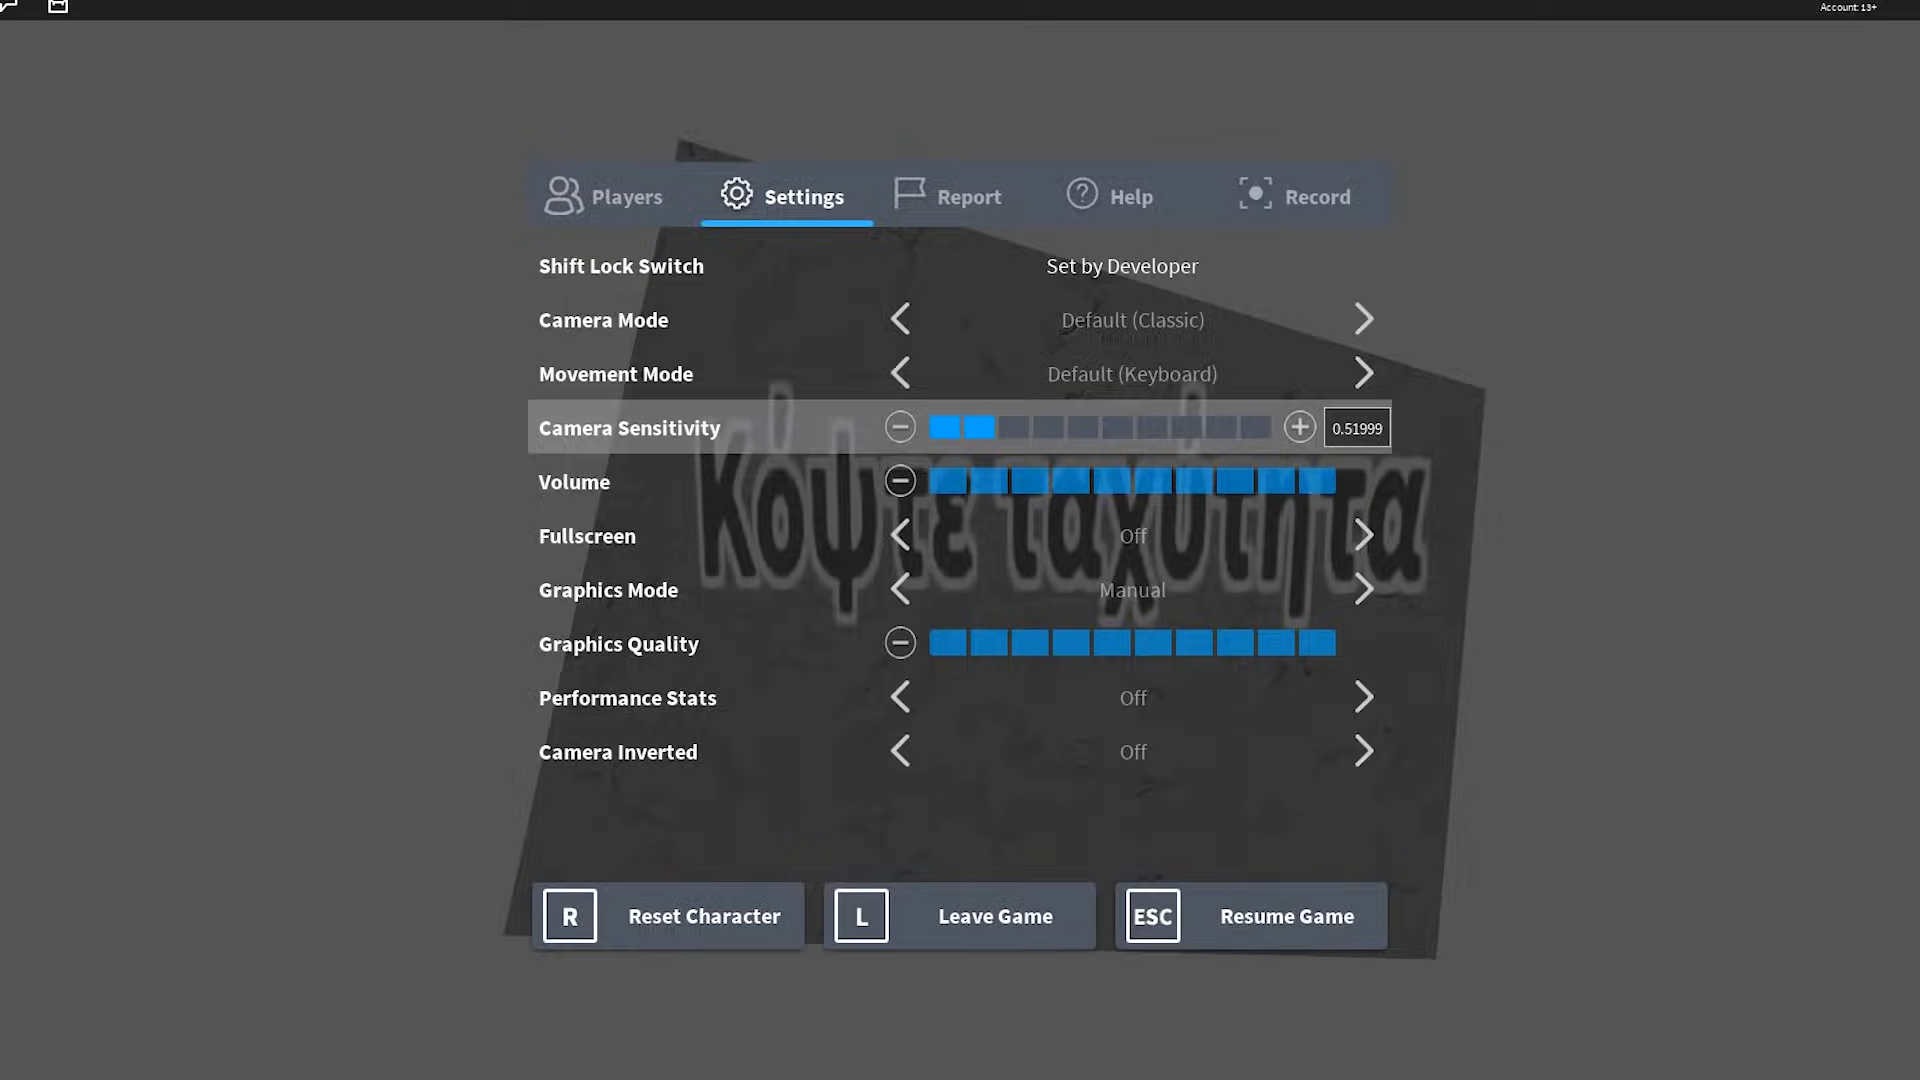 Account: 13+
Players Settings Report Help Record
Shift Lock Switch Set by Developer
Camera Mode Default (Classic)
Movement Mode Default (Keyboard)
Camera Sensitivity 0.51999
Volume
Κόψτε ταχύτητα
Fullscreen Off
Graphics Mode Manual
Graphics Quality
Performance Stats Off
Camera Inverted Off
R Reset Character L Leave Game ESC Resume Game